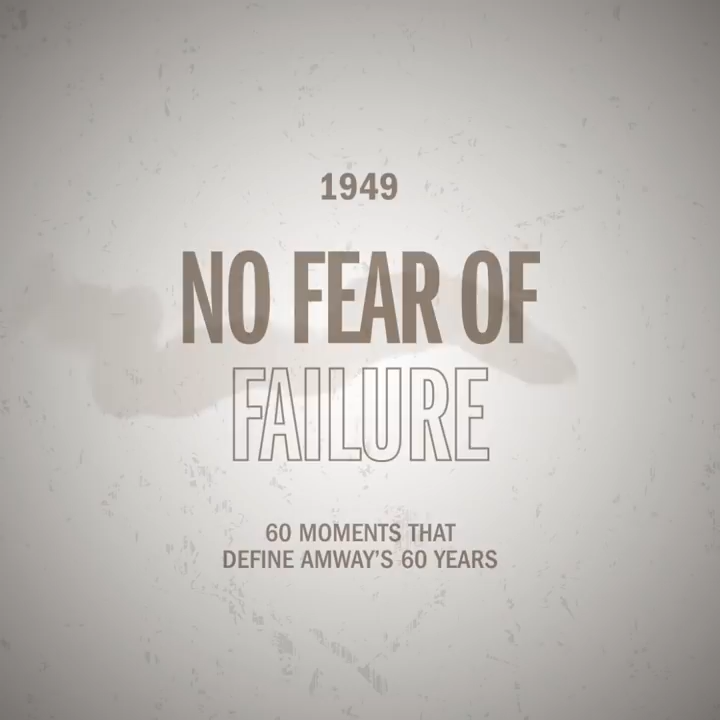 1949
NO FEAR OF
FAILURE
60 MOMENTS THAT
DEFINE AMWAY'S 60 YEARS